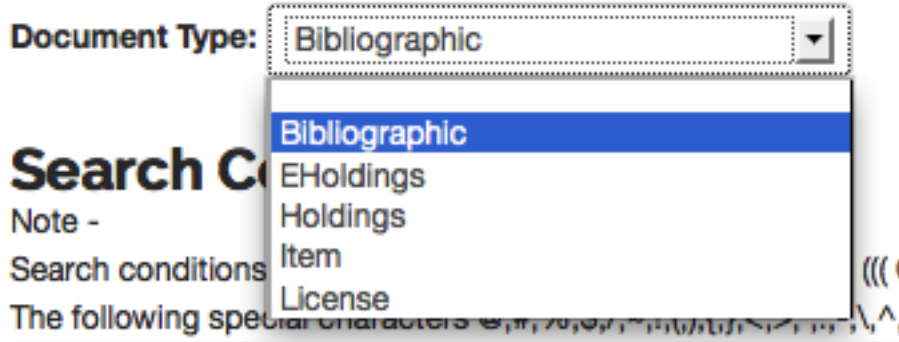 Document Type: Bibliographic
Bibliographic
EHoldings
Holdings
Item
License
Search
Note -
Search conditions (((
The following